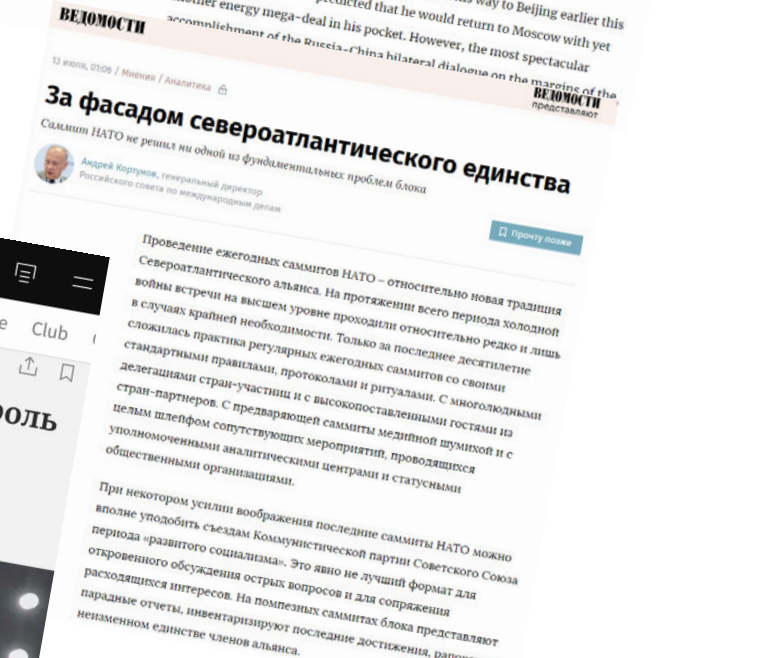 way to Beijing earlier this
predicted that he would return to Moscow with yet
another energy mega-deal in his pocket. However, the most spectacular
accomplishment of the Russia-China bilateral dialogue on the margins of the
ВЕДОМОСТИ
ВЕДОМОСТИ
представляют
13 июля, 01:06 / Мнения / Аналитика
За фасадом североатлантического единства
Саммит НАТО не решил ни одной из фундаментальных проблем блока
Андрей Кортунов, генеральный директор
Российского совета по международным делам
Прочту позже
Проведение ежегодных саммитов НАТО – относительно новая традиция
Североатлантического альянса. На протяжении всего периода холодной
войны встречи на высшем уровне проходили относительно редко и лишь
в случаях крайней необходимости. Только за последнее десятилетие
сложилась практика регулярных ежегодных саммитов со своими
стандартными правилами, протоколами и ритуалами. С многолюдными
делегациями стран-участниц и с высокопоставленными гостями из
стран-партнеров. С предваряющей саммиты медийной шумихой и с
целым шлейфом сопутствующих мероприятий, проводящихся
уполномоченными аналитическими центрами и статусными
общественными организациями.
При некотором усилии воображения последние саммиты НАТО можно
вполне уподобить съездам Коммунистической партии Советского Союза
периода «развитого социализма». Это явно не лучший формат для
откровенного обсуждения острых вопросов и для сопряжения
расходящихся интересов. На помпезных саммитах блока представляют
парадные отчеты, инвентаризируют последние достижения,
неизменном единстве членов альянса.
Club